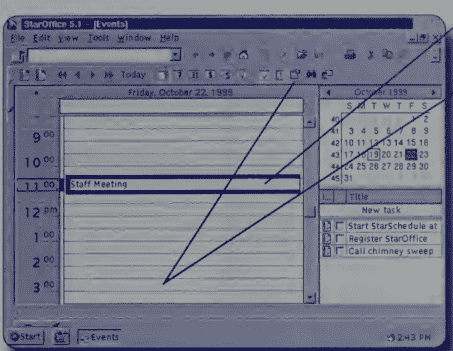 StarOffice 5.1 - [Events]
File Edit View Tools Window Help
Today 1 7 31
Friday, October 22, 1999
October 1999
S M T W T F S
40 1 2
41 3 4 5 6 7 8 9
42 10 11 12 13 14 15 16
43 17 18 19 20 21 22 23
44 24 25 26 27 28 29 30
45 31
9 00
10 00
11 00 Staff Meeting
12 pm
1 00
2 00
3 00
Title
New task
Start StarSchedule at
Register StarOffice
Call chimney sweep
Start Events 2:43 PM